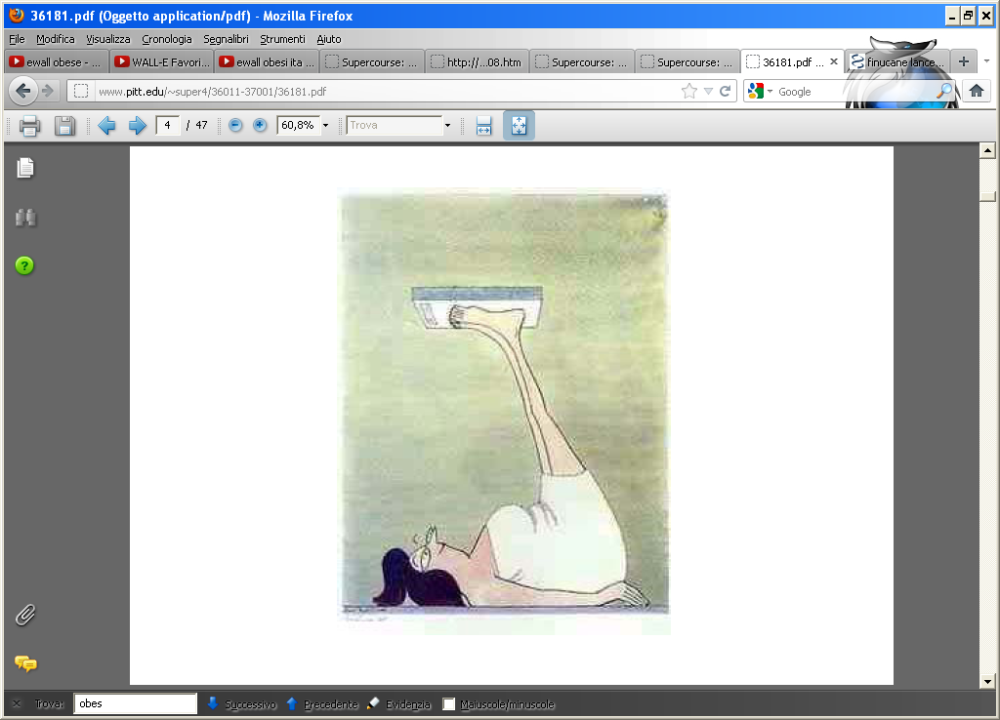 36181.pdf (Oggetto application/pdf) - Mozilla Firefox
File Modifica Visualizza Cronologia Segnalibri Strumenti Aiuto
ewall obese - ... WALL-E Favori... ewall obesi ita ... Supercourse: ... http://...08.htm Supercourse: ... Supercourse: ... 36181.pdf ... finucane lance...
www.pitt.edu/~super4/36011-37001/36181.pdf Google
4 / 47 60,8% Trova
Trova: obes Successivo Precedente Evidenzia Maiuscole/minuscole